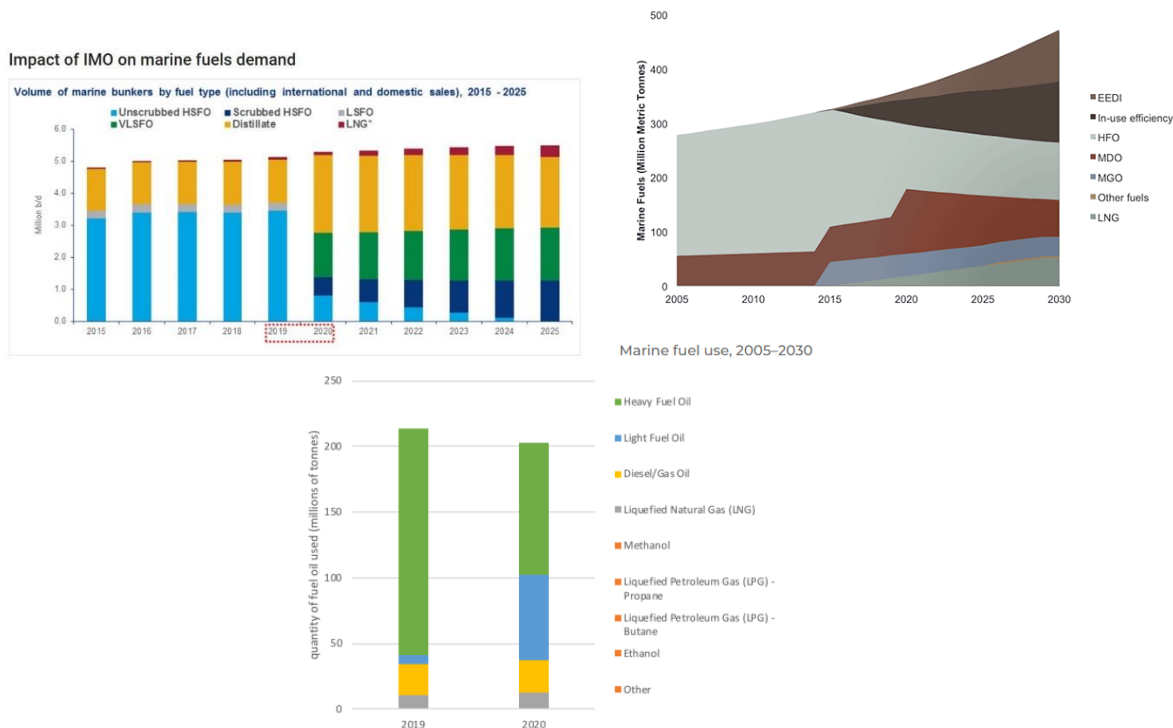 Impact of IMO on marine fuels demand
Volume of marine bunkers by fuel type (including international and domestic sales), 2015 - 2025
Unscrubbed HSFO
Scrubbed HSFO
LSFO
VLSFO
Distillate
LNG*
Million b/d
6.0
5.0
4.0
3.0
2.0
1.0
0.0
2015
2016
2017
2018
2019
2020
2021
2022
2023
2024
2025
Marine Fuels (Million Metric Tonnes)
500
400
300
200
100
0
2005
2010
2015
2020
2025
2030
EEDI
In-use efficiency
HFO
MDO
MGO
Other fuels
LNG
Marine fuel use, 2005–2030
quantity of fuel oil used (millions of tonnes)
250
200
150
100
50
0
2019
2020
Heavy Fuel Oil
Light Fuel Oil
Diesel/Gas Oil
Liquefied Natural Gas (LNG)
Methanol
Liquefied Petroleum Gas (LPG) -
Propane
Liquefied Petroleum Gas (LPG) -
Butane
Ethanol
Other